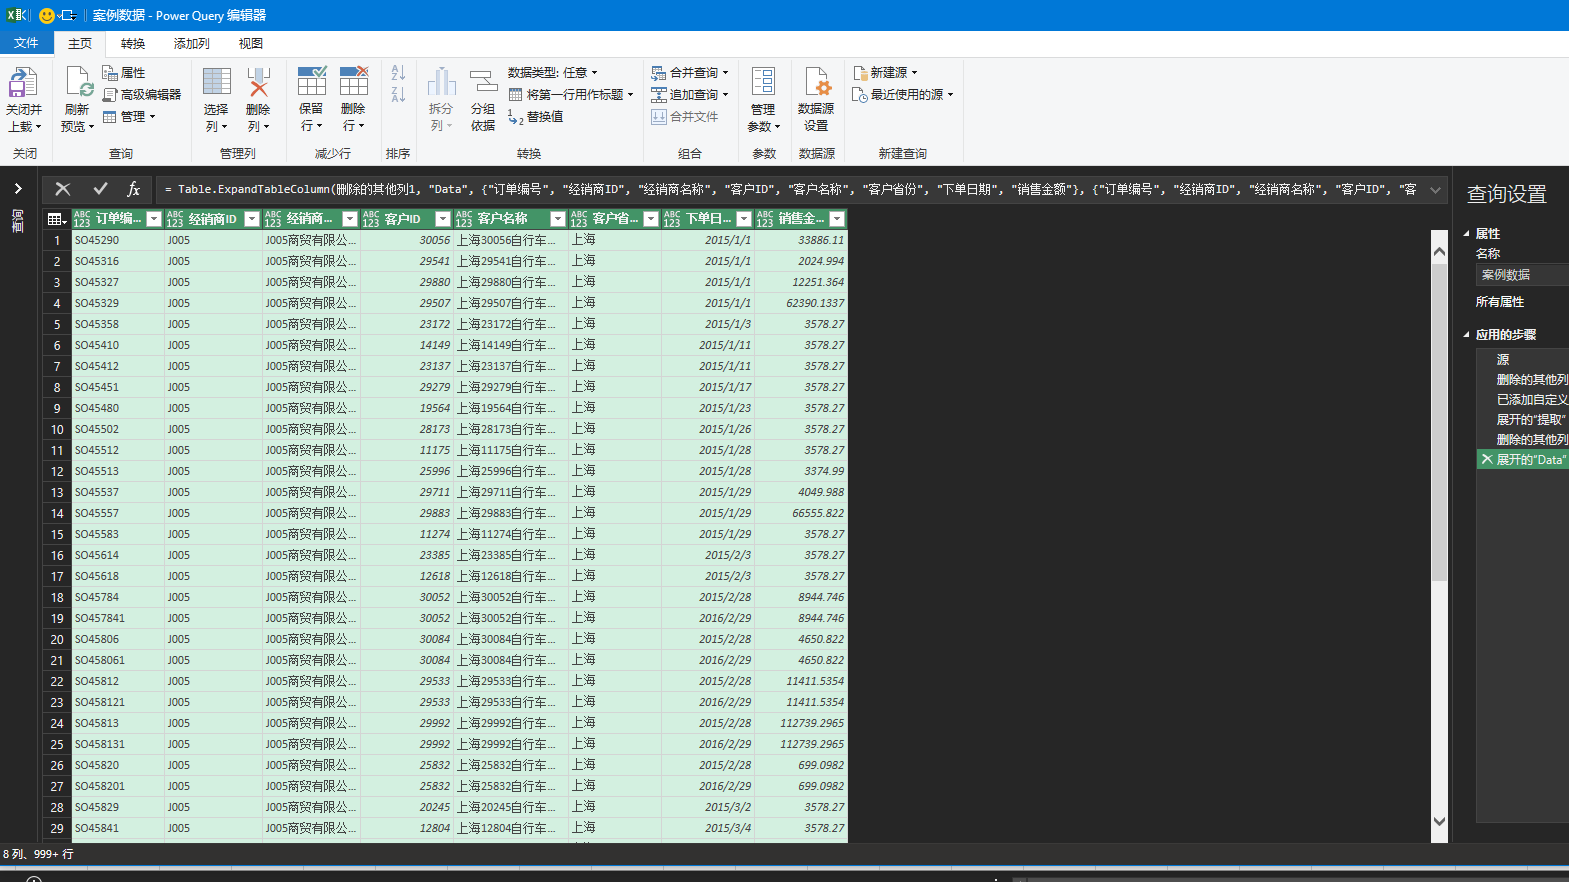 案例数据 - Power Query 编辑器
文件 主页 转换 添加列 视图
关闭并上载
关闭
刷新预览
属性
高级编辑器
管理
查询
选择列
删除列
管理列
保留行
删除行
减少行
排序
拆分列
分组依据
数据类型: 任意
将第一行用作标题
替换值
转换
合并查询
追加查询
合并文件
组合
管理参数
参数
数据源设置
数据源
新建源
最近使用的源
新建查询
查询
= Table.ExpandTableColumn(删除的其他列1, "Data", {"订单编号", "经销商ID", "经销商名称", "客户ID", "客户名称", "客户省份", "下单日期", "销售金额"}, {"订单编号", "经销商ID", "经销商名称", "客户ID", "客
订单编... 经销商ID 经销商... 客户ID 客户名称 客户省... 下单日... 销售金...
1 SO45290 J005 J005商贸有限公... 30056 上海30056自行车... 上海 2015/1/1 33886.11
2 SO45316 J005 J005商贸有限公... 29541 上海29541自行车... 上海 2015/1/1 2024.994
3 SO45327 J005 J005商贸有限公... 29880 上海29880自行车... 上海 2015/1/1 12251.364
4 SO45329 J005 J005商贸有限公... 29507 上海29507自行车... 上海 2015/1/1 62390.1337
5 SO45358 J005 J005商贸有限公... 23172 上海23172自行车... 上海 2015/1/3 3578.27
6 SO45410 J005 J005商贸有限公... 14149 上海14149自行车... 上海 2015/1/11 3578.27
7 SO45412 J005 J005商贸有限公... 23137 上海23137自行车... 上海 2015/1/11 3578.27
8 SO45451 J005 J005商贸有限公... 29279 上海29279自行车... 上海 2015/1/17 3578.27
9 SO45480 J005 J005商贸有限公... 19564 上海19564自行车... 上海 2015/1/23 3578.27
10 SO45502 J005 J005商贸有限公... 28173 上海28173自行车... 上海 2015/1/26 3578.27
11 SO45512 J005 J005商贸有限公... 11175 上海11175自行车... 上海 2015/1/28 3578.27
12 SO45513 J005 J005商贸有限公... 25996 上海25996自行车... 上海 2015/1/28 3374.99
13 SO45537 J005 J005商贸有限公... 29711 上海29711自行车... 上海 2015/1/29 4049.988
14 SO45557 J005 J005商贸有限公... 29883 上海29883自行车... 上海 2015/1/29 66555.822
15 SO45583 J005 J005商贸有限公... 11274 上海11274自行车... 上海 2015/1/29 3578.27
16 SO45614 J005 J005商贸有限公... 23385 上海23385自行车... 上海 2015/2/3 3578.27
17 SO45618 J005 J005商贸有限公... 12618 上海12618自行车... 上海 2015/2/3 3578.27
18 SO45784 J005 J005商贸有限公... 30052 上海30052自行车... 上海 2015/2/28 8944.746
19 SO457841 J005 J005商贸有限公... 30052 上海30052自行车... 上海 2016/2/29 8944.746
20 SO45806 J005 J005商贸有限公... 30084 上海30084自行车... 上海 2015/2/28 4650.822
21 SO458061 J005 J005商贸有限公... 30084 上海30084自行车... 上海 2016/2/29 4650.822
22 SO45812 J005 J005商贸有限公... 29533 上海29533自行车... 上海 2015/2/28 11411.5354
23 SO458121 J005 J005商贸有限公... 29533 上海29533自行车... 上海 2016/2/29 11411.5354
24 SO45813 J005 J005商贸有限公... 29992 上海29992自行车... 上海 2015/2/28 112739.2965
25 SO458131 J005 J005商贸有限公... 29992 上海29992自行车... 上海 2016/2/29 112739.2965
26 SO45820 J005 J005商贸有限公... 25832 上海25832自行车... 上海 2015/2/28 699.0982
27 SO458201 J005 J005商贸有限公... 25832 上海25832自行车... 上海 2016/2/29 699.0982
28 SO45829 J005 J005商贸有限公... 20245 上海20245自行车... 上海 2015/3/2 3578.27
29 SO45841 J005 J005商贸有限公... 12804 上海12804自行车... 上海 2015/3/4 3578.27
查询设置
属性
名称
案例数据
所有属性
应用的步骤
源
删除的其他列
已添加自定义
展开的“提取”
删除的其他列
展开的“Data”
8 列、999+ 行